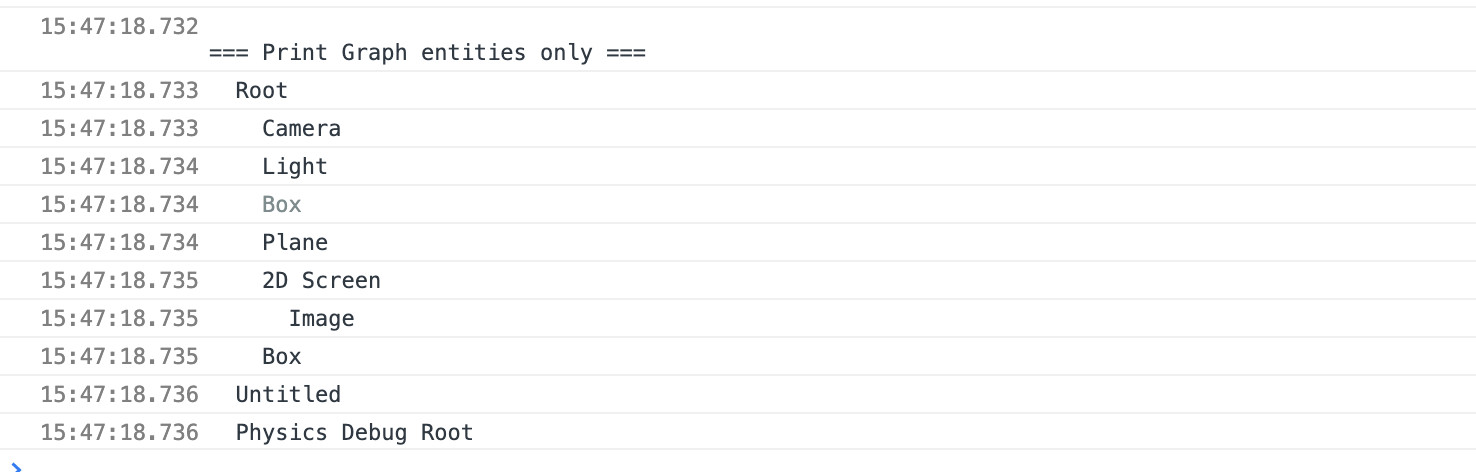 15:47:18.732
=== Print Graph entities only ===
15:47:18.733 Root
15:47:18.733 Camera
15:47:18.734 Light
15:47:18.734 Box
15:47:18.734 Plane
15:47:18.735 2D Screen
15:47:18.735 Image
15:47:18.735 Box
15:47:18.736 Untitled
15:47:18.736 Physics Debug Root